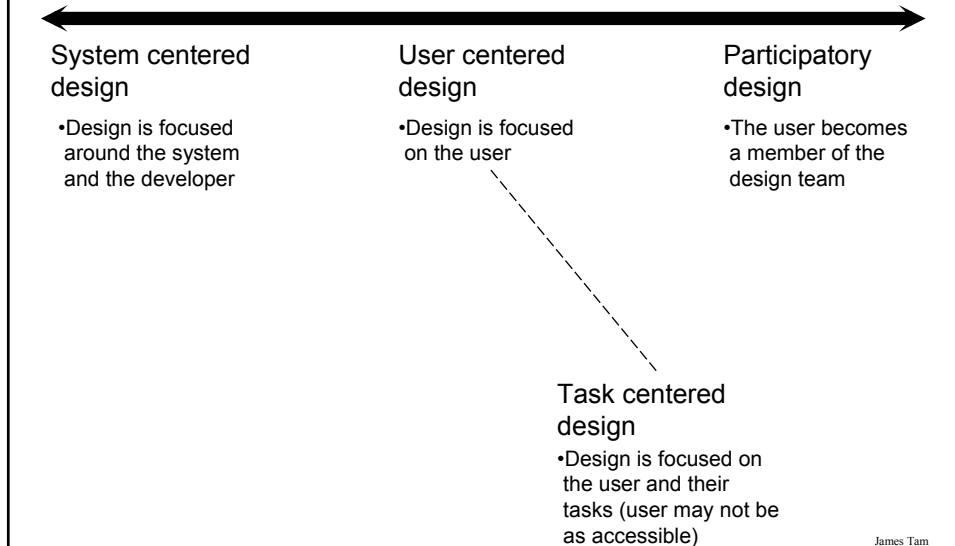 System centered
design
•Design is focused
around the system
and the developer
User centered
design
•Design is focused
on the user
Participatory
design
•The user becomes
a member of the
design team
Task centered
design
•Design is focused on
the user and their
tasks (user may not be
as accessible)
James Tam